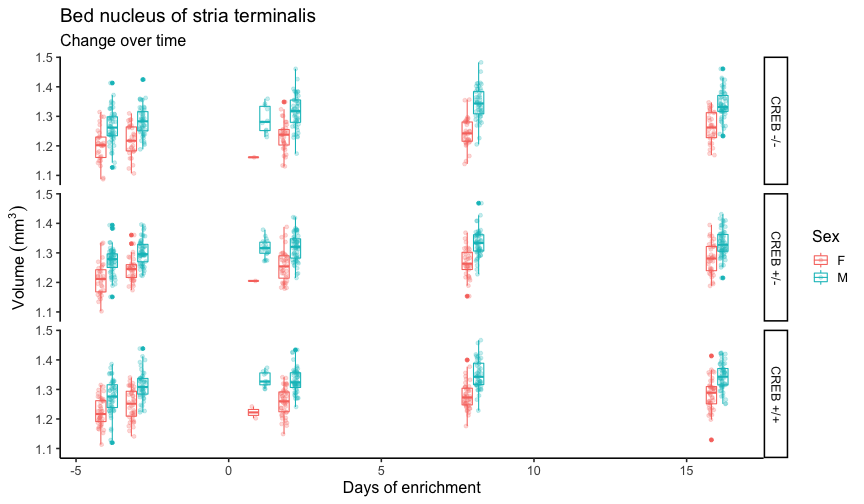 Bed nucleus of stria terminalis
Change over time
1.5
1.4
1.3
1.2
1.1
CREB -/-
1.5
1.4
1.3
1.2
1.1
CREB +/-
1.5
1.4
1.3
1.2
1.1
CREB +/+
Volume (mm³)
Sex
F
M
-5 0 5 10 15
Days of enrichment